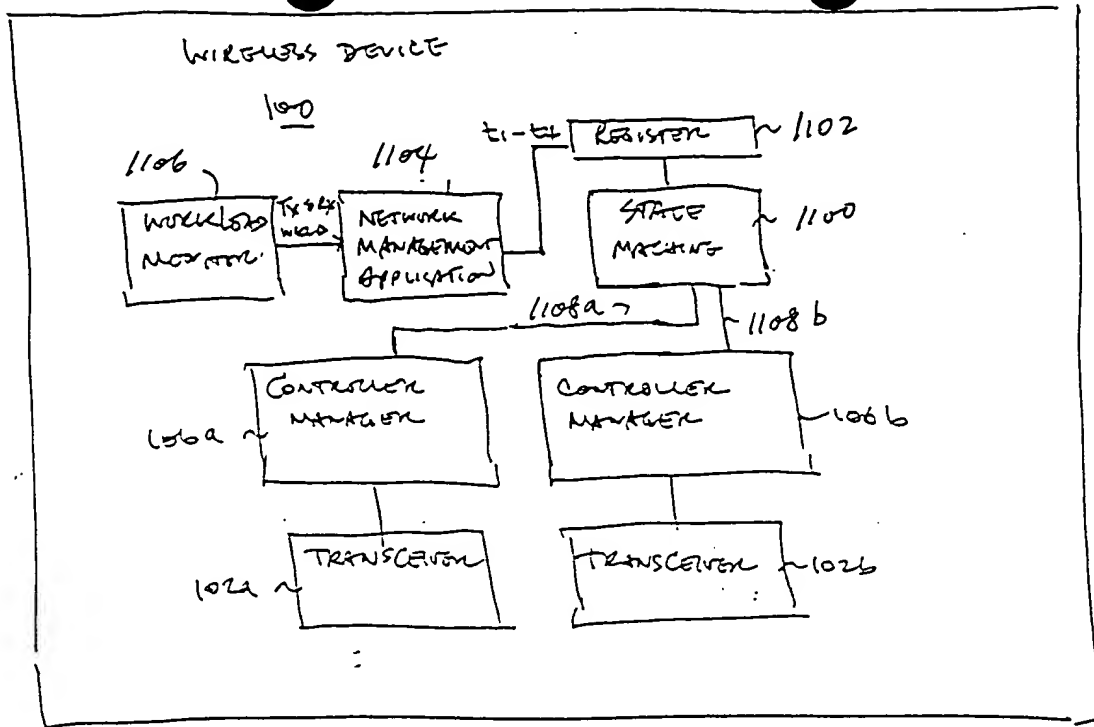 WIRELESS DEVICE
100
t1-t4
REGISTER
1102
1106
1104
WORKLOAD
MONITOR
Tx & Rx
WKLD
NETWORK
MANAGEMENT
APPLICATION
STATE
MACHINE
1100
1108a
1108b
CONTROLLER
MANAGER
106a
CONTROLLER
MANAGER
106b
TRANSCEIVER
102a
TRANSCEIVER
102b